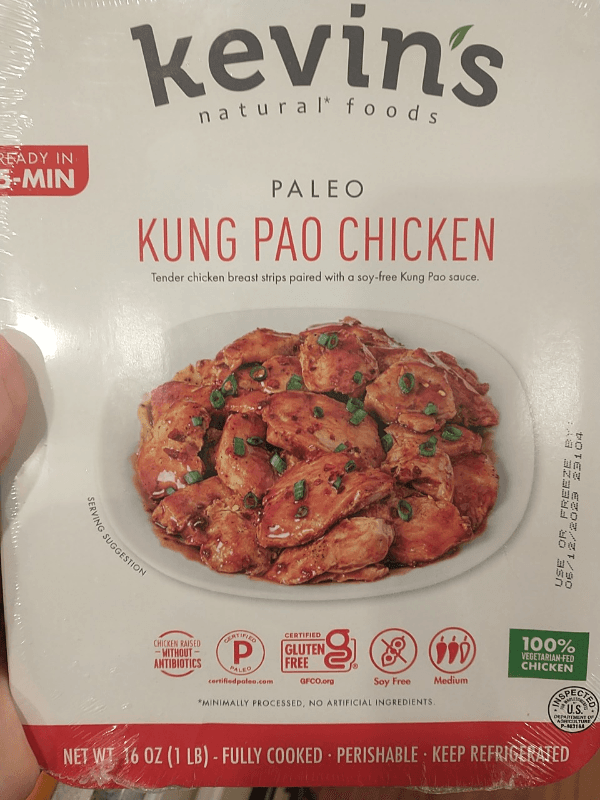 kevin's
natural* foods
READY IN
5-MIN
PALEO
KUNG PAO CHICKEN
Tender chicken breast strips paired with a soy-free Kung Pao sauce.
SERVING SUGGESTION
USE OR FREEZE BY:
06/12/2023 23104
CHICKEN RAISED
WITHOUT
ANTIBIOTICS
CERTIFIED
P
PALEO
certifiedpaleo.com
CERTIFIED
GLUTEN
FREE
GFCO.org
Soy Free
Medium
100%
VEGETARIAN-FED
CHICKEN
INSPECTED
U.S.
DEPARTMENT OF
AGRICULTURE
*MINIMALLY PROCESSED, NO ARTIFICIAL INGREDIENTS.
NET WT. 16 OZ (1 LB) - FULLY COOKED · PERISHABLE · KEEP REFRIGERATED